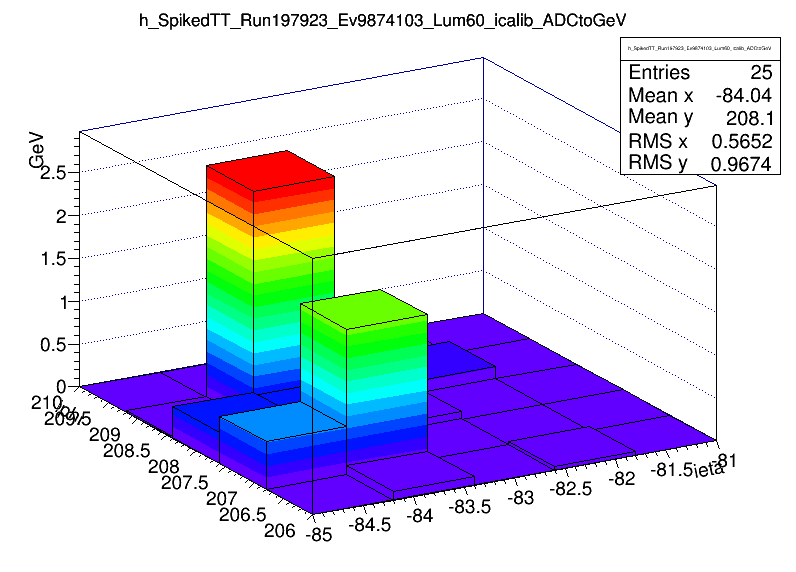 h_SpikedTT_Run197923_Ev9874103_Lum60_icalib_ADCtoGeV
h_SpikedTT_Run197923_Ev9874103_Lum60_icalib_ADCtoGeV
Entries 25
Mean x -84.04
Mean y 208.1
RMS x 0.5652
RMS y 0.9674
GeV
2.5
2
1.5
1
0.5
0
210
209.5
209
208.5
208
207.5
207
206.5
206
-85
-84.5
-84
-83.5
-83
-82.5
-82
-81.5
-81
ieta